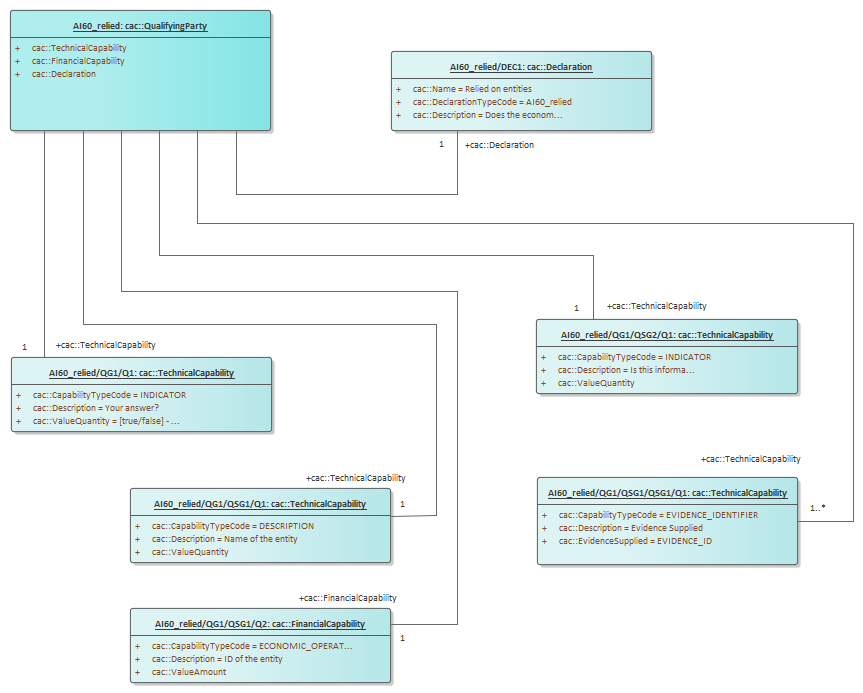 AI60_relied: cac::QualifyingParty
+ cac::TechnicalCapability
+ cac::FinancialCapability
+ cac::Declaration
AI60_relied/DEC1: cac::Declaration
+ cac::Name = Relied on entities
+ cac::DeclarationTypeCode = AI60_relied
+ cac::Description = Does the econom...
1 +cac::Declaration
1 +cac::TechnicalCapability
AI60_relied/QG1/QSG2/Q1: cac::TechnicalCapability
+ cac::CapabilityTypeCode = INDICATOR
+ cac::Description = Is this informa...
+ cac::ValueQuantity
1 +cac::TechnicalCapability
AI60_relied/QG1/Q1: cac::TechnicalCapability
+ cac::CapabilityTypeCode = INDICATOR
+ cac::Description = Your answer?
+ cac::ValueQuantity = [true/false] - ...
+cac::TechnicalCapability
AI60_relied/QG1/QSG1/QSG1/Q1: cac::TechnicalCapability
+ cac::CapabilityTypeCode = EVIDENCE_IDENTIFIER
+ cac::Description = Evidence Supplied
+ cac::EvidenceSupplied = EVIDENCE_ID
1..*
+cac::TechnicalCapability
1
AI60_relied/QG1/QSG1/Q1: cac::TechnicalCapability
+ cac::CapabilityTypeCode = DESCRIPTION
+ cac::Description = Name of the entity
+ cac::ValueQuantity
+cac::FinancialCapability
1
AI60_relied/QG1/QSG1/Q2: cac::FinancialCapability
+ cac::CapabilityTypeCode = ECONOMIC_OPERAT...
+ cac::Description = ID of the entity
+ cac::ValueAmount